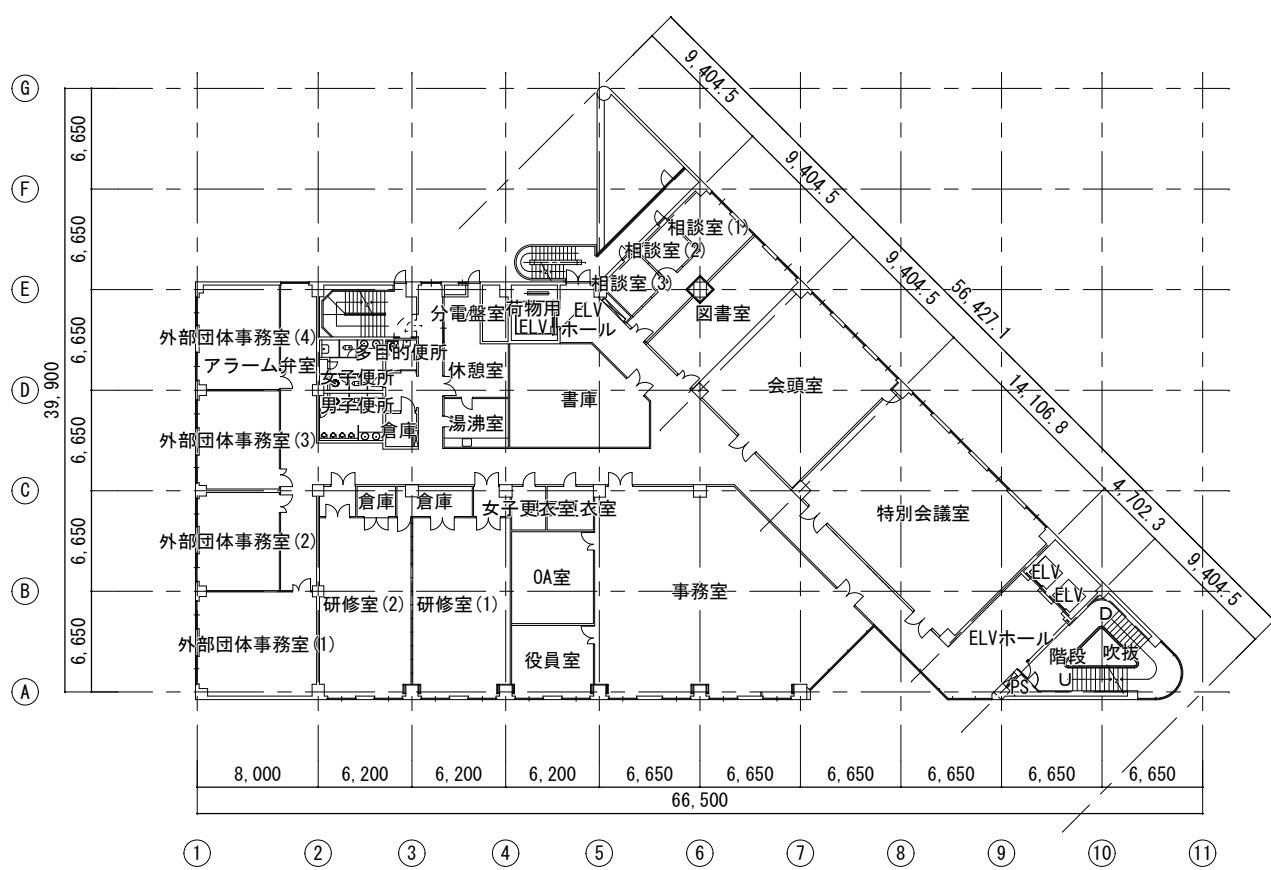 G
F
E
D
C
B
A
6,650
6,650
6,650
6,650
6,650
6,650
39,900
9,404.5
9,404.5
9,404.5
14,106.8
4,702.3
9,404.5
56,427.1
相談室(1)
相談室(2)
相談室(3)
図書室
会頭室
特別会議室
分電盤室
荷物用
ELV
ELV
ホール
外部団体事務室(4)
アラーム弁室
多目的便所
女子便所
男子便所
倉庫
休憩室
湯沸室
書庫
外部団体事務室(3)
外部団体事務室(2)
外部団体事務室(1)
倉庫
倉庫
女子更衣室
更衣室
OA室
役員室
事務室
研修室(2)
研修室(1)
ELV
ELV
ELVホール
階段
吹抜
D
U
PS
8,000
6,200
6,200
6,200
6,650
6,650
6,650
6,650
6,650
6,650
66,500
1
2
3
4
5
6
7
8
9
10
11